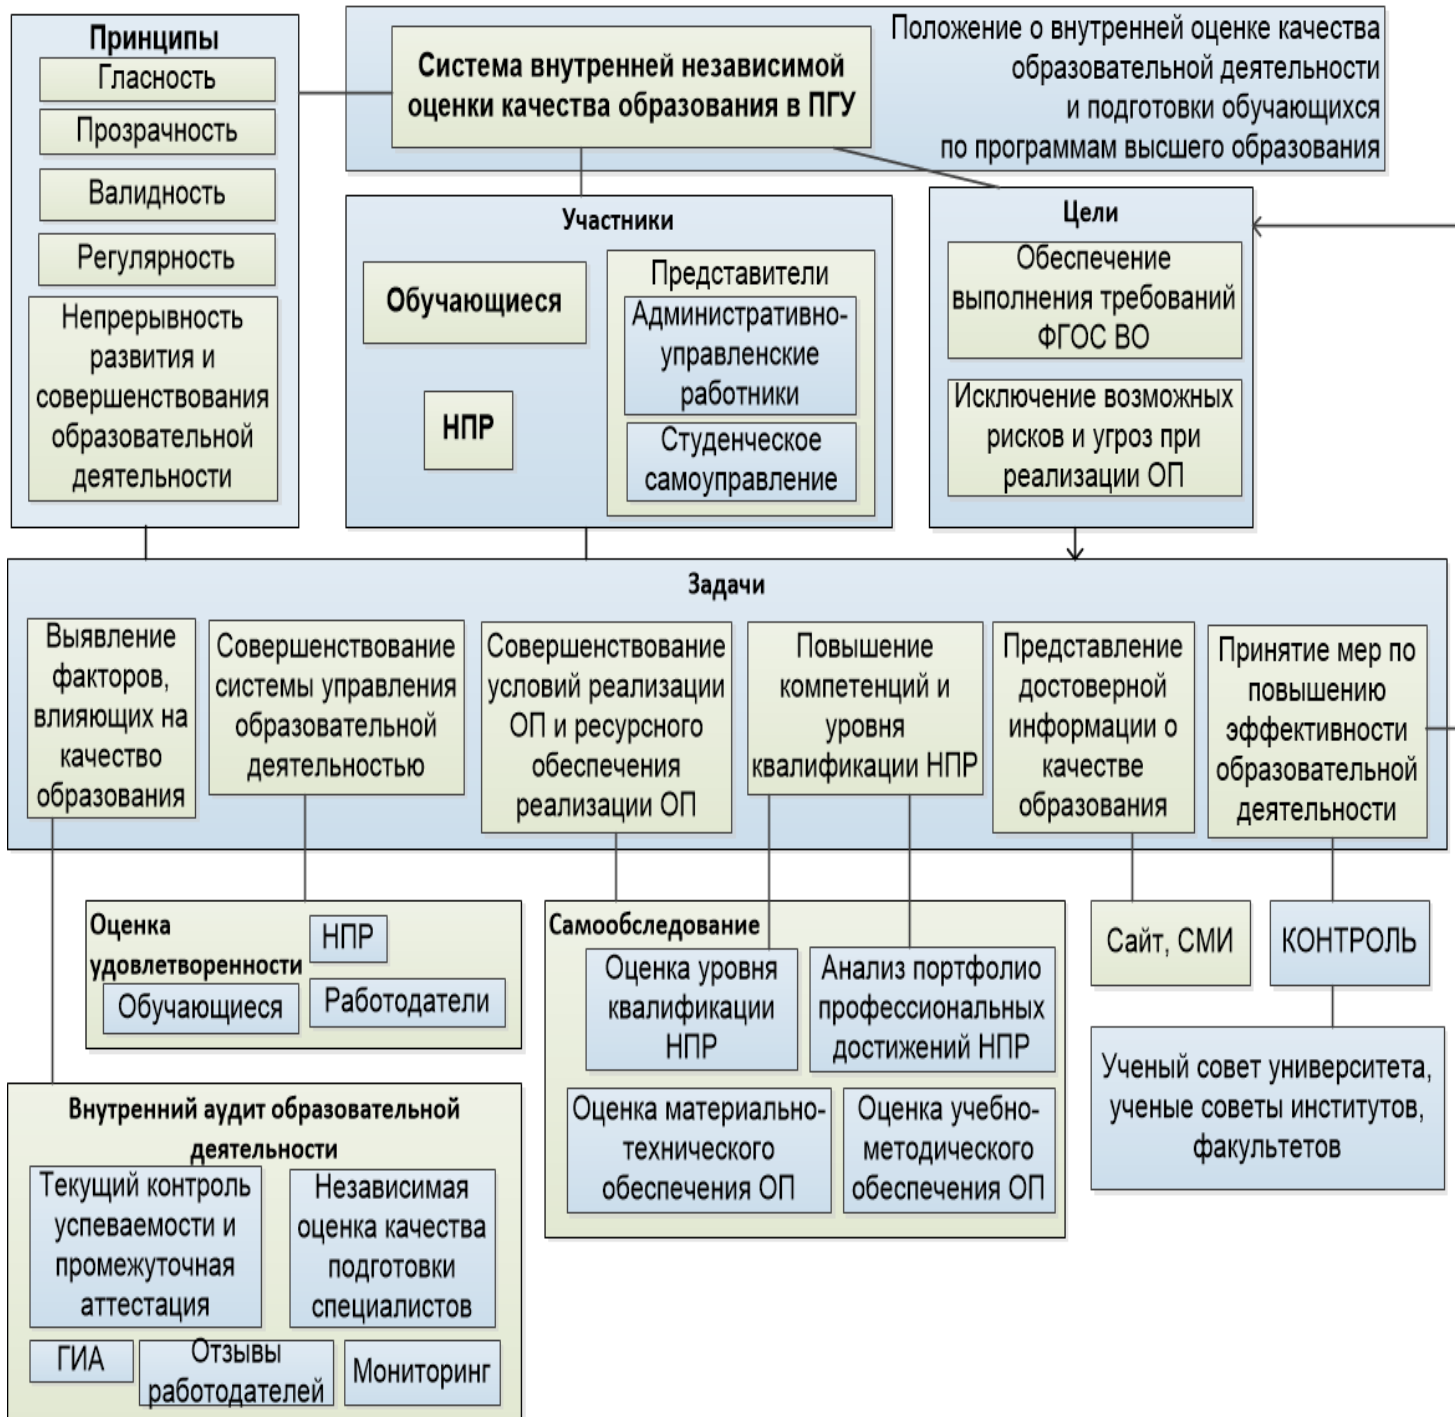 Принципы
Гласность
Прозрачность
Валидность
Регулярность
Непрерывность
развития и
совершенствования
образовательной
деятельности
Система внутренней независимой
оценки качества образования в ПГУ
Положение о внутренней оценке качества
образовательной деятельности
и подготовки обучающихся
по программам высшего образования
Участники
Обучающиеся
НПР
Представители
Административно-
управленские
работники
Студенческое
самоуправление
Цели
Обеспечение
выполнения требований
ФГОС ВО
Исключение возможных
рисков и угроз при
реализации ОП
Задачи
Выявление
факторов,
влияющих на
качество
образования
Совершенствование
системы управления
образовательной
деятельностью
Совершенствование
условий реализации
ОП и ресурсного
обеспечения
реализации ОП
Повышение
компетенций и
уровня
квалификации НПР
Представление
достоверной
информации о
качестве
образования
Принятие мер по
повышению
эффективности
образовательной
деятельности
Оценка
удовлетворенности
НПР
Обучающиеся
Работодатели
Самообследование
Оценка уровня
квалификации
НПР
Анализ портфолио
профессиональных
достижений НПР
Оценка материально-
технического
обеспечения ОП
Оценка учебно-
методического
обеспечения ОП
Сайт, СМИ
КОНТРОЛЬ
Ученый совет университета,
ученые советы институтов,
факультетов
Внутренний аудит образовательной
деятельности
Текущий контроль
успеваемости и
промежуточная
аттестация
Независимая
оценка качества
подготовки
специалистов
ГИА
Отзывы
работодателей
Мониторинг